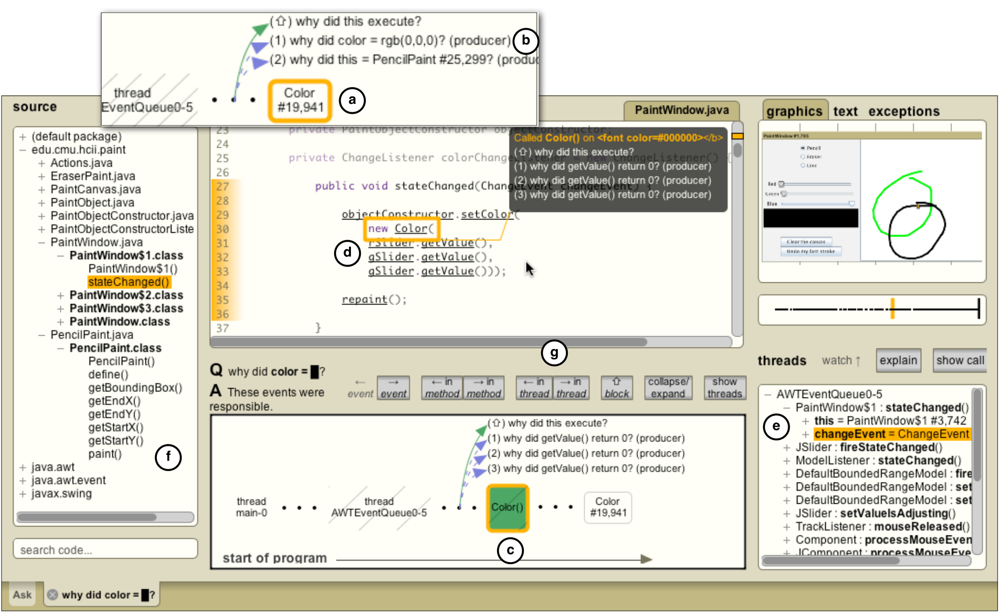 (⇧) why did this execute?
(1) why did color = rgb(0,0,0)? (producer)
b
(2) why did this = PencilPaint #25,299? (produc
thread
EventQueue0-5
Color
#19,941
a
source
(default package)
edu.cmu.hcii.paint
Actions.java
EraserPaint.java
PaintCanvas.java
PaintObject.java
PaintObjectConstructor.java
PaintObjectConstructorListe
PaintWindow.java
PaintWindow$1.class
PaintWindow$1()
stateChanged()
PaintWindow$2.class
PaintWindow$3.class
PaintWindow.class
PencilPaint.java
PencilPaint.class
PencilPaint()
define()
getBoundingBox()
getEndX()
getEndY()
getStartX()
getStartY()
paint()
f
java.awt
java.awt.event
javax.swing
search code...
PaintWindow.java
23 private PaintObjectConstructor objectConstructor;
24
25 private ChangeListener colorChangeListener = new ChangeListener() {
26
27 public void stateChanged(ChangeEvent changeEvent) {
28
29 objectConstructor.setColor(
30 new Color(
31 rSlider.getValue(),
32 gSlider.getValue(),
33 gSlider.getValue()));
34
35 repaint();
36
37 }
Called Color() on <font color=#000000></b>
(⇧) why did this execute?
(1) why did getValue() return 0? (producer)
(2) why did getValue() return 0? (producer)
(3) why did getValue() return 0? (producer)
d
g
Q why did color = █?
A These events were
responsible.
← event
→ event
← in method
→ in method
← in thread
→ in thread
⇧ block
collapse/ expand
show threads
(⇧) why did this execute?
(1) why did getValue() return 0? (producer)
(2) why did getValue() return 0? (producer)
(3) why did getValue() return 0? (producer)
thread
main-0
thread
AWTEventQueue0-5
Color()
Color
#19,941
c
start of program
graphics text exceptions
PaintWindow #1,785
Pencil
Eraser
Line
Red
Green
Blue
Clear the canvas
Undo my last stroke
threads watch ↑ explain show call
AWTEventQueue0-5
PaintWindow$1 : stateChanged()
e
this = PaintWindow$1 #3,742
changeEvent = ChangeEvent
JSlider : fireStateChanged()
ModelListener : stateChanged()
DefaultBoundedRangeModel : fire
DefaultBoundedRangeModel : set
DefaultBoundedRangeModel : set
JSlider : setValueIsAdjusting()
TrackListener : mouseReleased()
Component : processMouseEven
JComponent : processMouseEve
Ask
why did color = █?